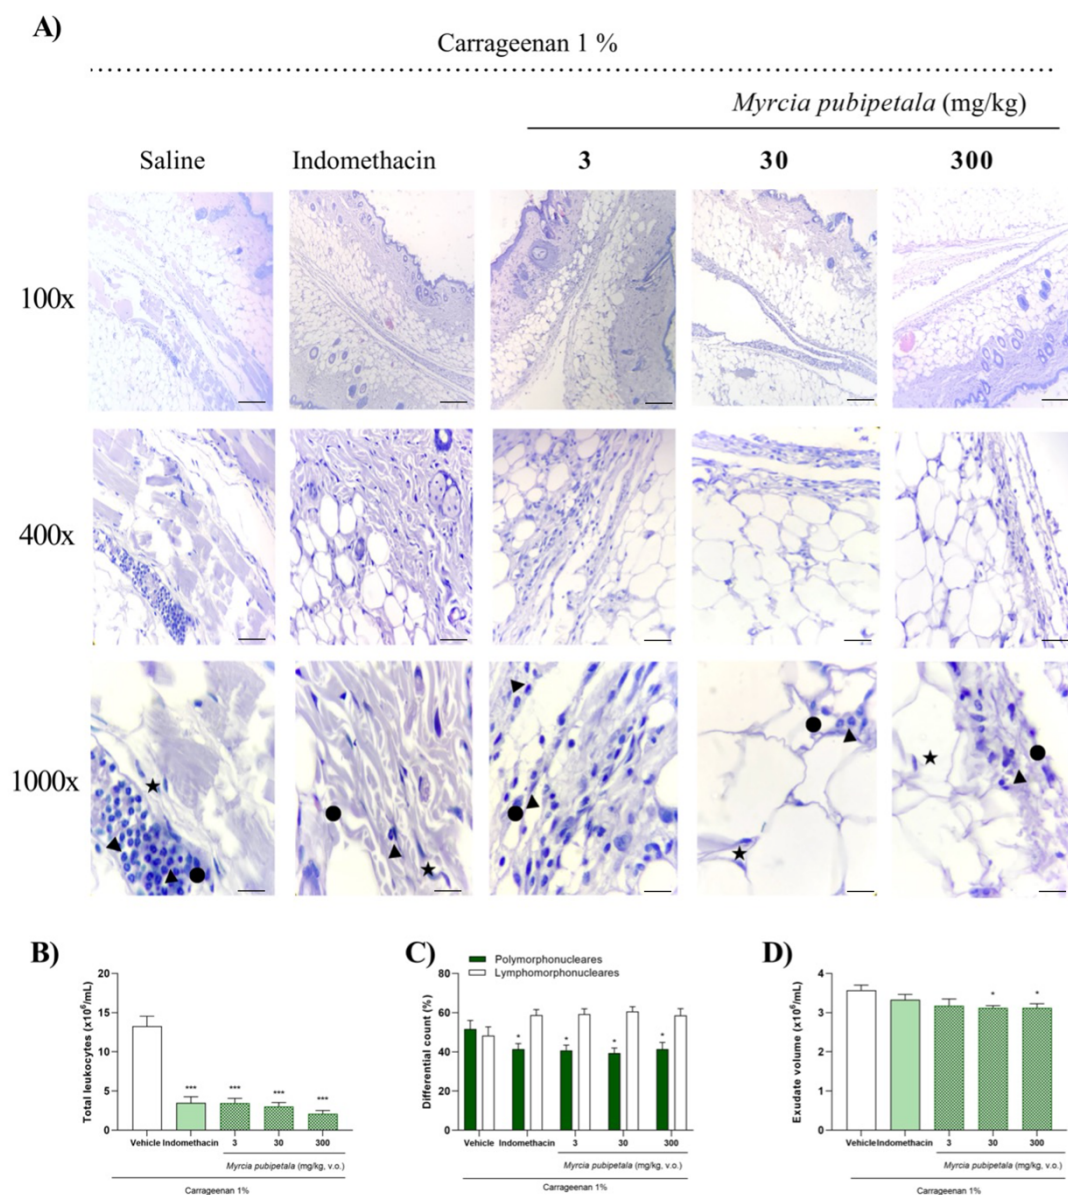 A)
Carrageenan 1 %
Myrcia pubipetala (mg/kg)
Saline Indomethacin 3 30 300
100x
400x
1000x
B)
Total leukocytes (x10⁶/mL)
20
15
10
5
0
***
***
***
***
Vehicle Indomethacin 3 30 300
Myrcia pubipetala (mg/kg, v.o.)
Carrageenan 1%
C)
Polymorphonucleares
Lymphomorphonucleares
Differential count (%)
80
60
40
20
0
*
*
*
*
Vehicle Indomethacin 3 30 300
Myrcia pubipetala (mg/kg, v.o.)
Carrageenan 1%
D)
Exudate volume (x10⁶/mL)
4
3
2
1
0
*
*
Vehicle Indomethacin 3 30 300
Myrcia pubipetala (mg/kg, v.o.)
Carrageenan 1%